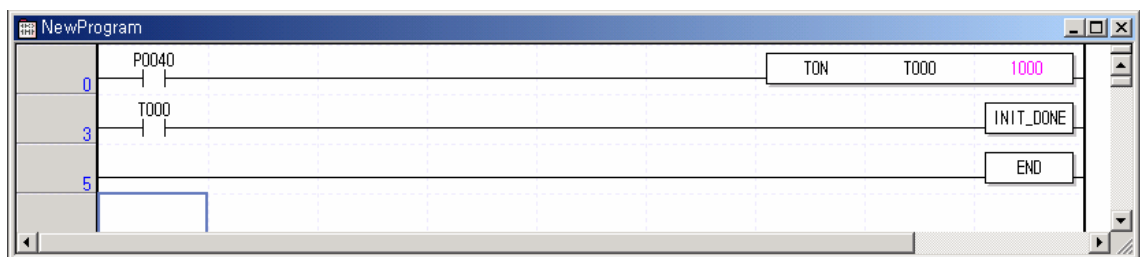 NewProgram
P0040
0 TON T000 1000
T000
3 INIT_DONE
5 END